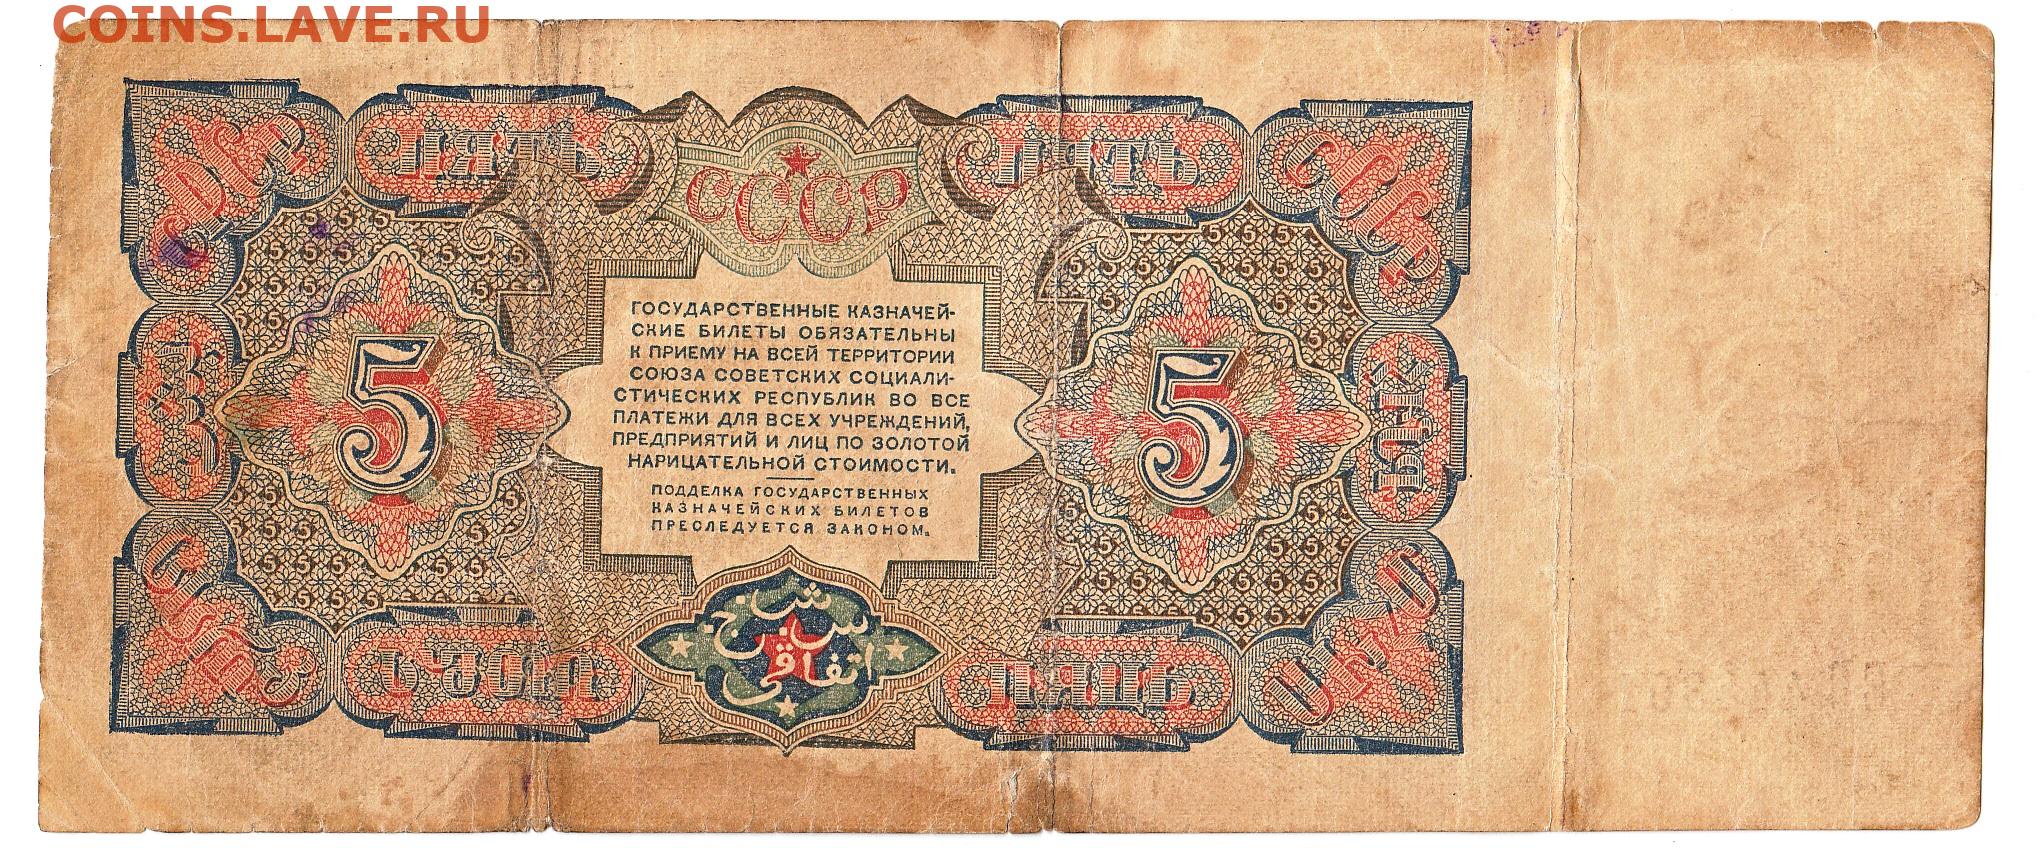 COINS.LAVE.RU
ПЯТЬ
ПЯТЬ
СССР
5
5
ГОСУДАРСТВЕННЫЕ КАЗНАЧЕЙ-
СКИЕ БИЛЕТЫ ОБЯЗАТЕЛЬНЫ
К ПРИЕМУ НА ВСЕЙ ТЕРРИТОРИИ
СОЮЗА СОВЕТСКИХ СОЦИАЛИ-
СТИЧЕСКИХ РЕСПУБЛИК ВО ВСЕ
ПЛАТЕЖИ ДЛЯ ВСЕХ УЧРЕЖДЕНИЙ,
ПРЕДПРИЯТИЙ И ЛИЦ ПО ЗОЛОТОЙ
НАРИЦАТЕЛЬНОЙ СТОИМОСТИ.
ПОДДЕЛКА ГОСУДАРСТВЕННЫХ
КАЗНАЧЕЙСКИХ БИЛЕТОВ
ПРЕСЛЕДУЕТСЯ ЗАКОНОМ.
ПЯЦЬ